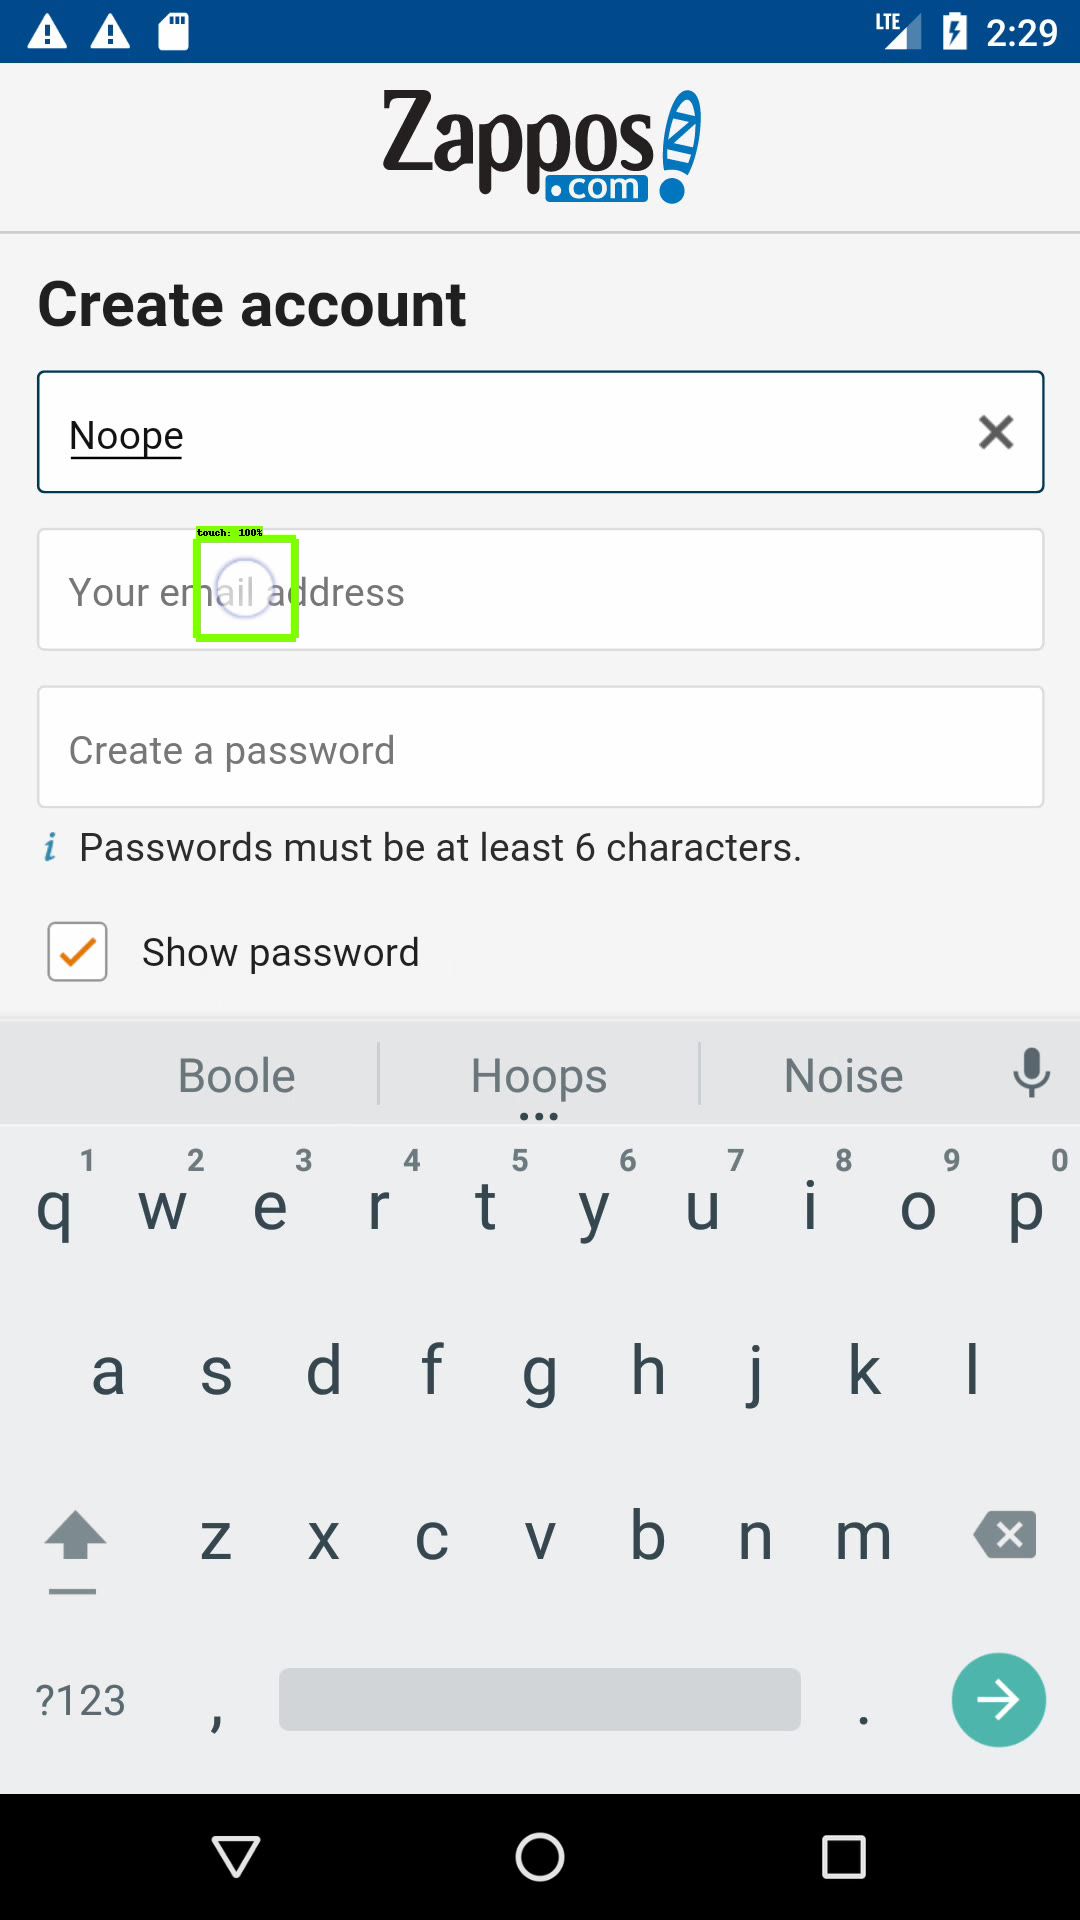 LTE 2:29
Zappos
.com
Create account
Noope
touch: 100%
Your email address
Create a password
i Passwords must be at least 6 characters.
Show password
Boole Hoops Noise
1 2 3 4 5 6 7 8 9 0
q w e r t y u i o p
a s d f g h j k l
z x c v b n m
?123 , .